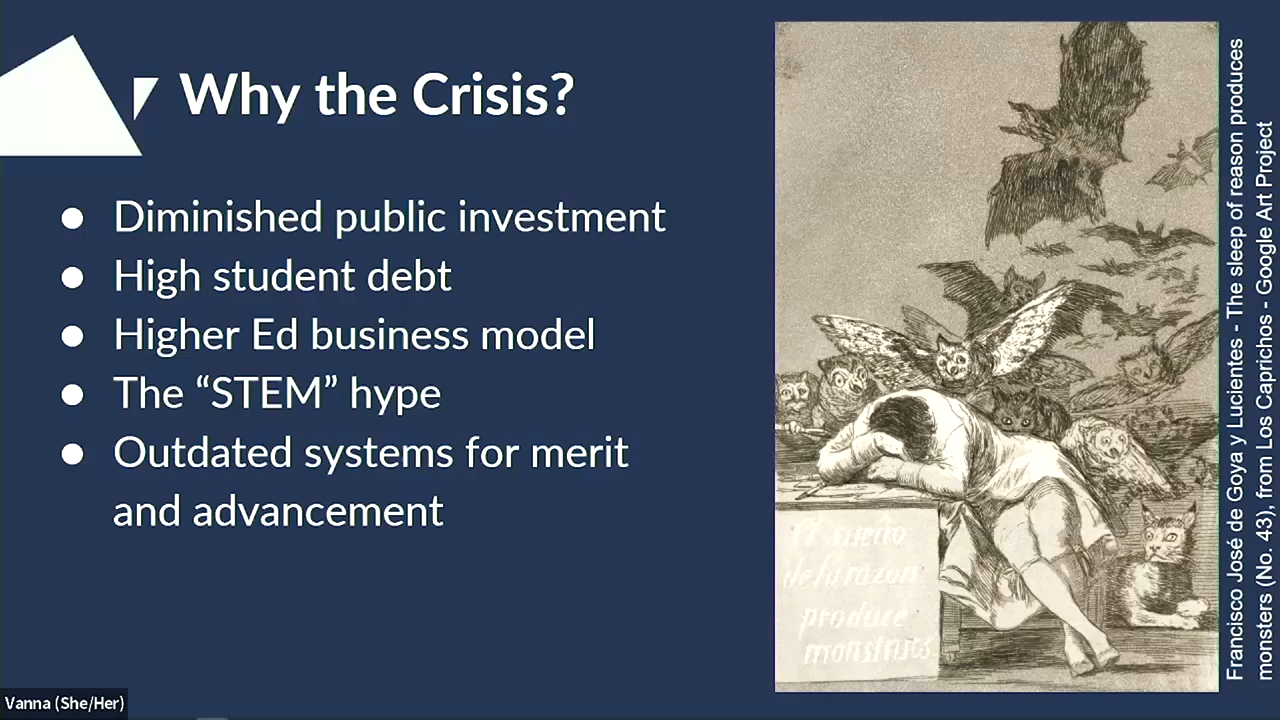 Why the Crisis?
● Diminished public investment
● High student debt
● Higher Ed business model
● The “STEM” hype
● Outdated systems for merit
and advancement
El sueño
de la razon
produce
monstruos.
Francisco José de Goya y Lucientes - The sleep of reason produces
monsters (No. 43), from Los Caprichos - Google Art Project
Vanna (She/Her)